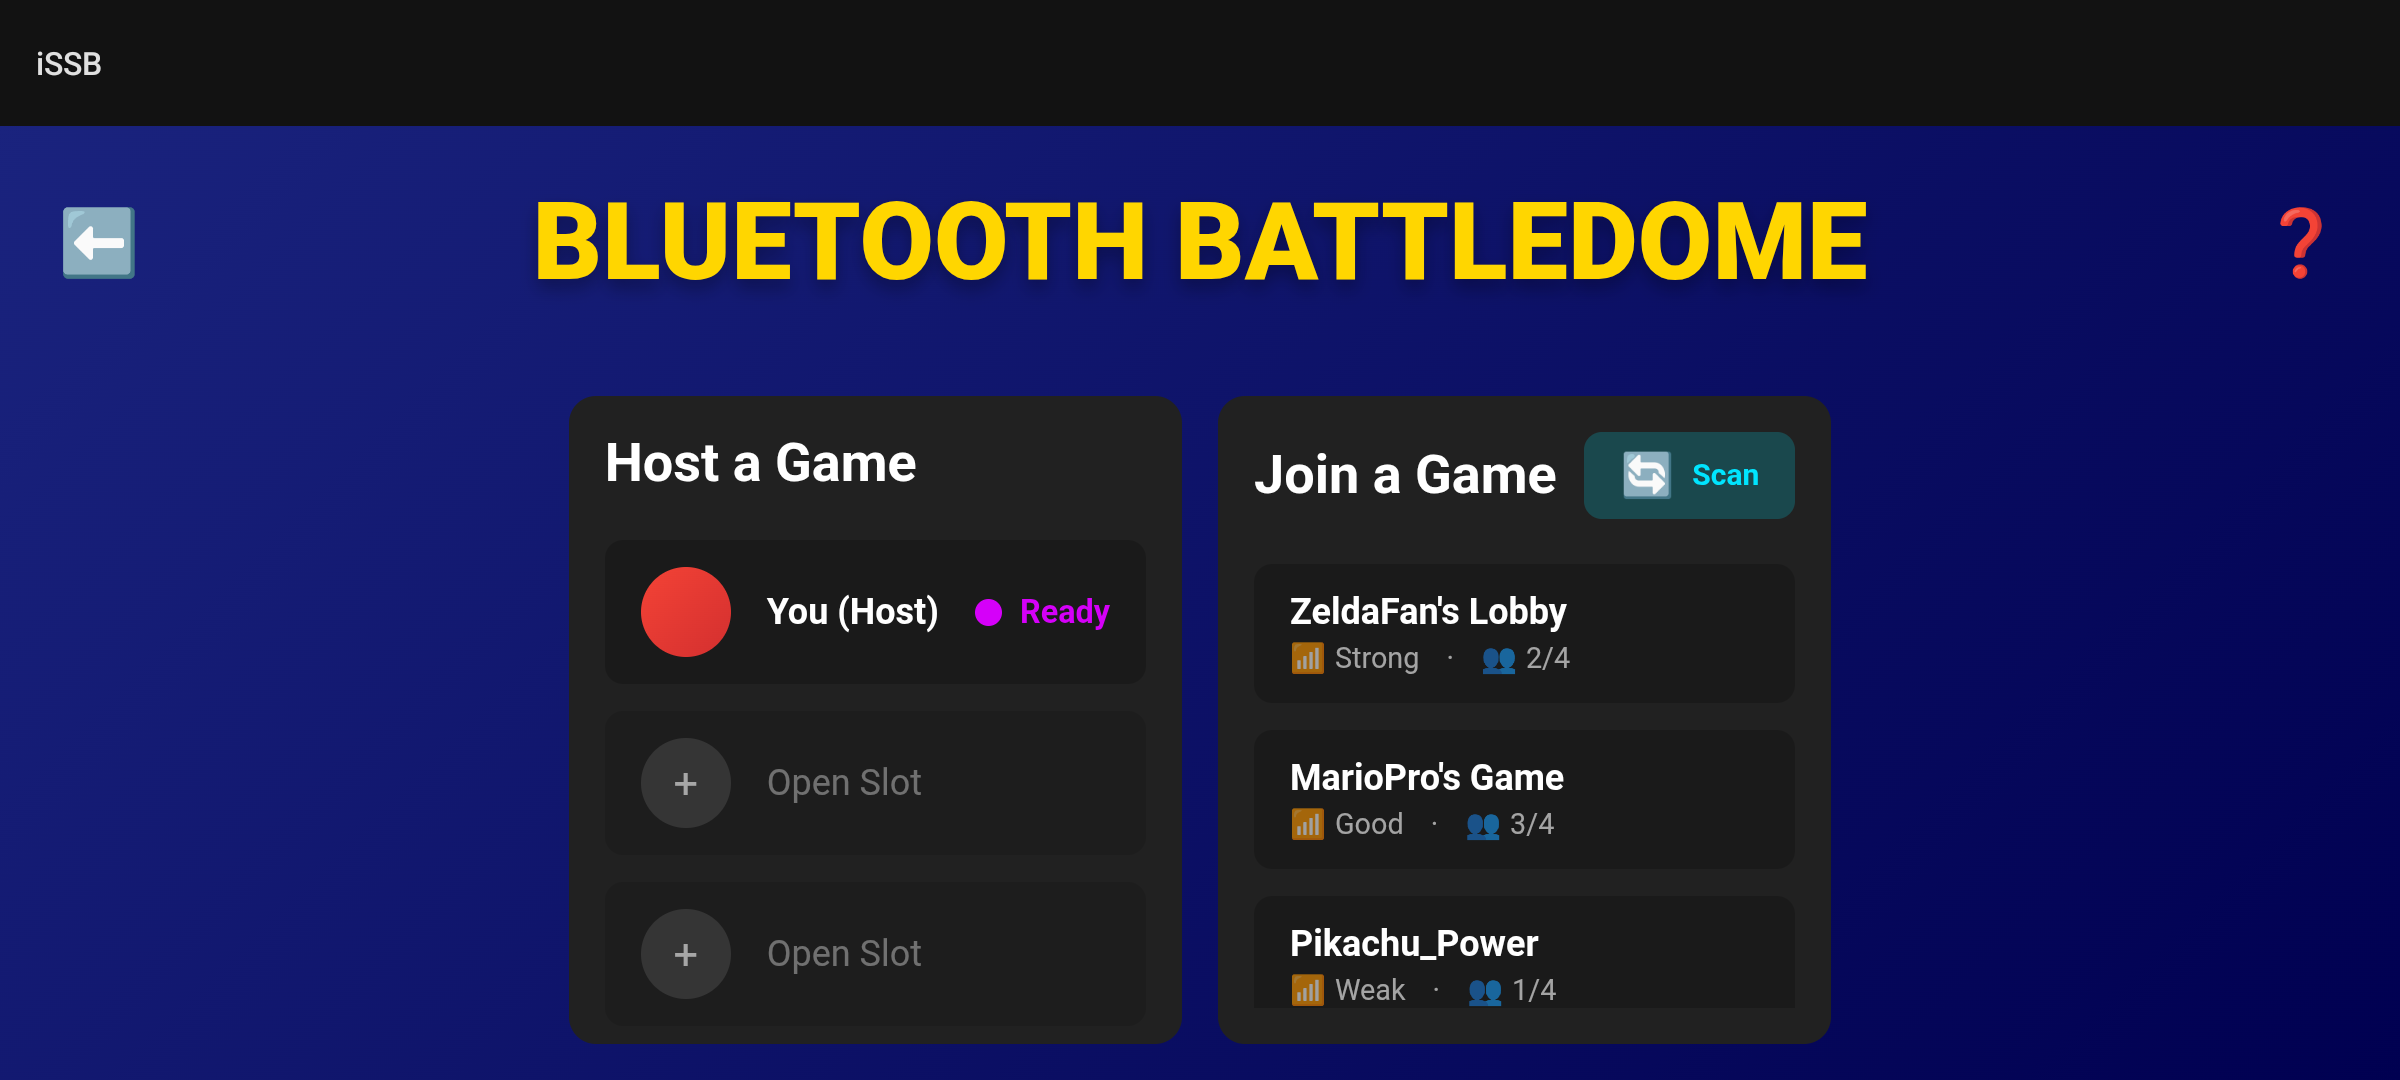 iSSB
BLUETOOTH BATTLEDOME
Host a Game
You (Host)
Ready
+
Open Slot
+
Open Slot
Join a Game
Scan
ZeldaFan's Lobby
Strong · 2/4
MarioPro's Game
Good · 3/4
Pikachu_Power
Weak · 1/4